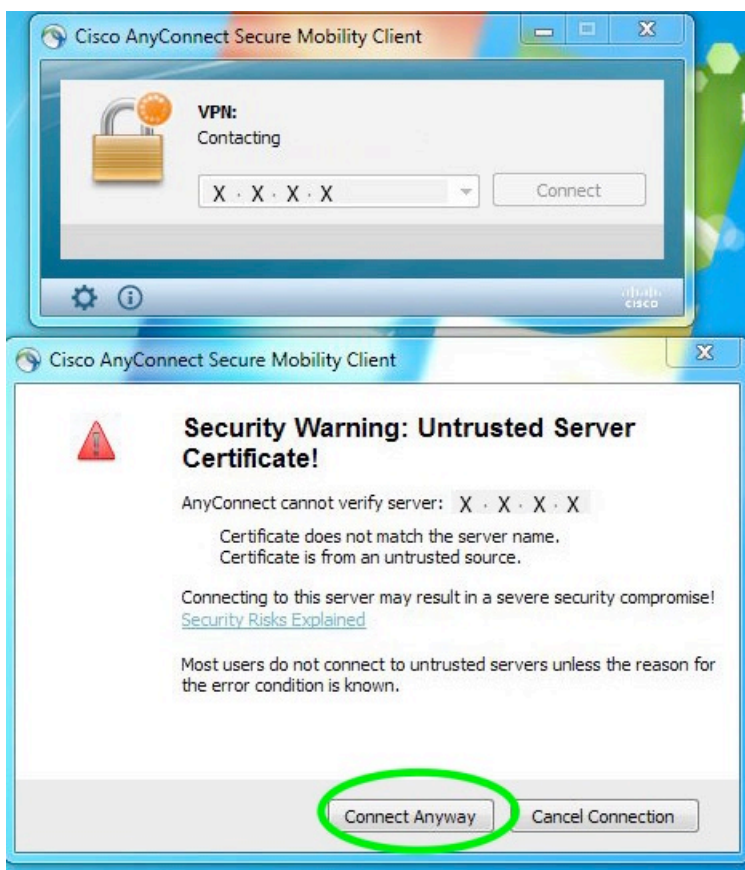 Cisco AnyConnect Secure Mobility Client
VPN:
Contacting
X . X . X . X
Connect
CISCO
Cisco AnyConnect Secure Mobility Client
Security Warning: Untrusted Server
Certificate!
AnyConnect cannot verify server: X . X . X . X
Certificate does not match the server name.
Certificate is from an untrusted source.
Connecting to this server may result in a severe security compromise!
Security Risks Explained
Most users do not connect to untrusted servers unless the reason for
the error condition is known.
Connect Anyway
Cancel Connection